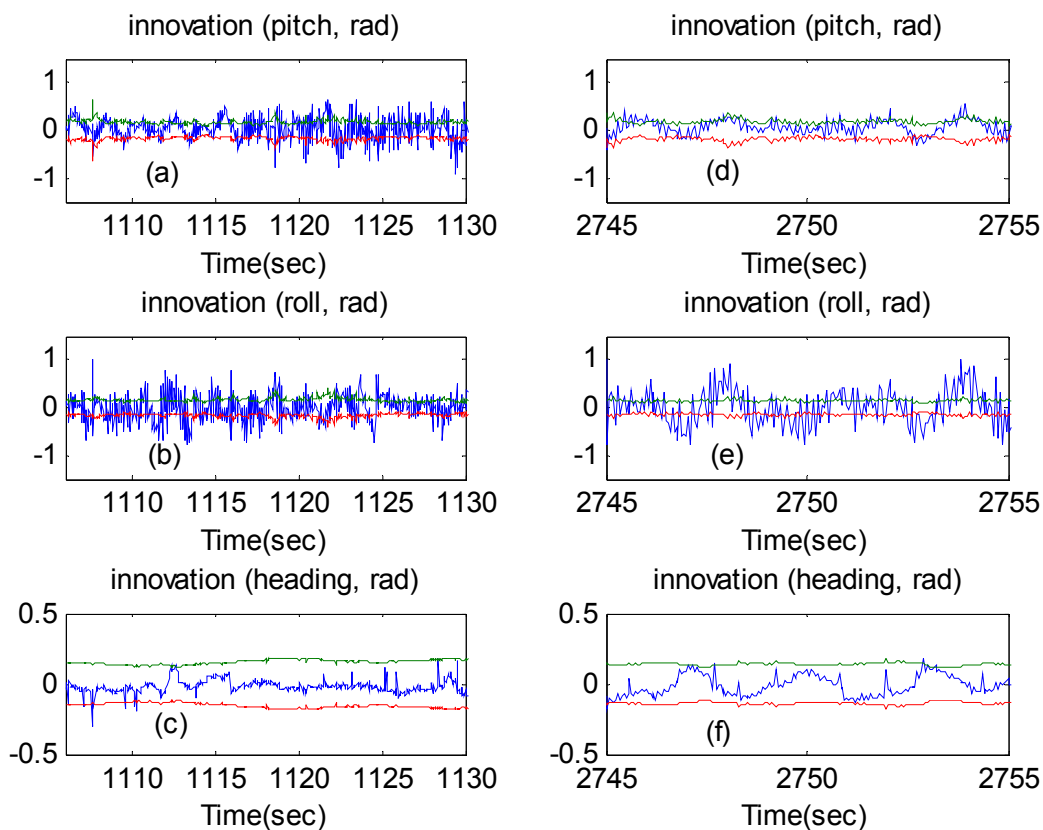 innovation (pitch, rad)
1
0
-1
(a)
1110 1115 1120 1125 1130
Time(sec)
innovation (pitch, rad)
1
0
-1
(d)
2745 2750 2755
Time(sec)
innovation (roll, rad)
1
0
-1
(b)
1110 1115 1120 1125 1130
Time(sec)
innovation (roll, rad)
1
0
-1
(e)
2745 2750 2755
Time(sec)
innovation (heading, rad)
0.5
0
-0.5
(c)
1110 1115 1120 1125 1130
Time(sec)
innovation (heading, rad)
0.5
0
-0.5
(f)
2745 2750 2755
Time(sec)